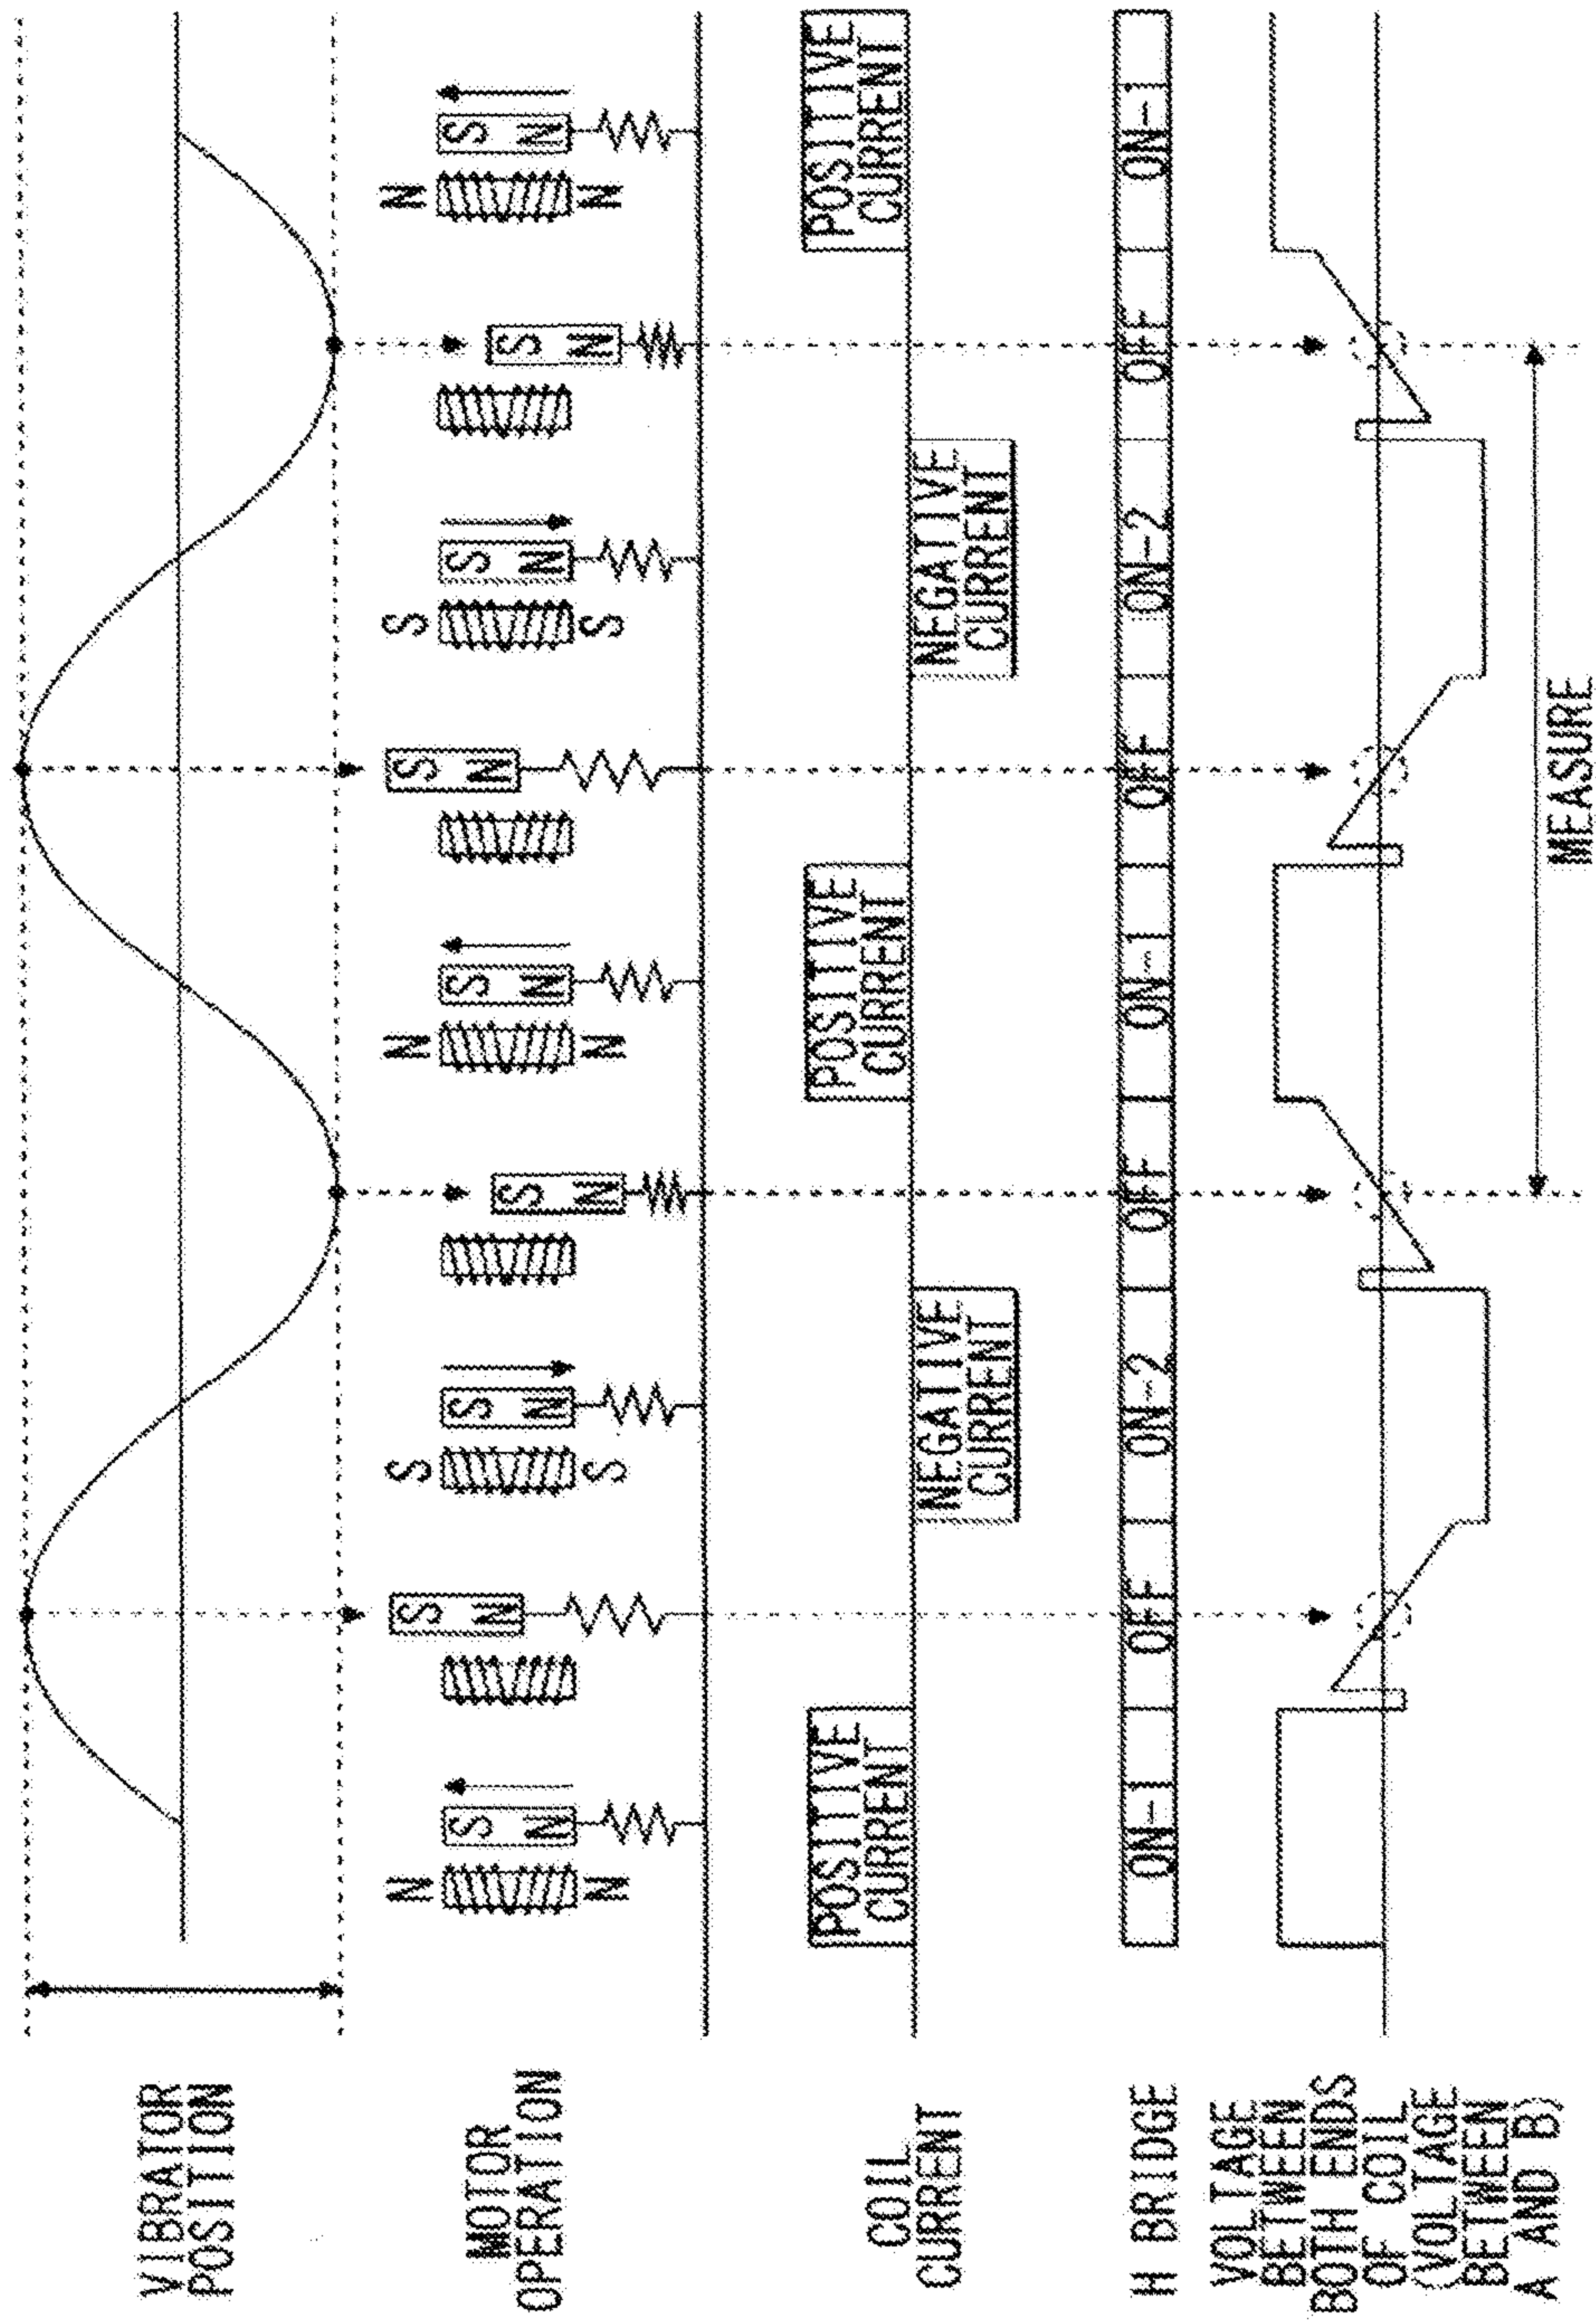 VIBRATOR
POSITION
MOTOR
OPERATION
N
N
S
N
S
N
S
S
S
N
S
N
N
N
S
N
S
N
S
S
S
N
S
N
N
N
S
N
COIL
CURRENT
POSITIVE
CURRENT
NEGATIVE
CURRENT
POSITIVE
CURRENT
NEGATIVE
CURRENT
POSITIVE
CURRENT
H BRIDGE
ON-1
OFF
ON-2
OFF
ON-1
OFF
ON-2
OFF
ON-1
VOLTAGE
BETWEEN
BOTH ENDS
OF COIL
(VOLTAGE
BETWEEN
A AND B)
MEASURE